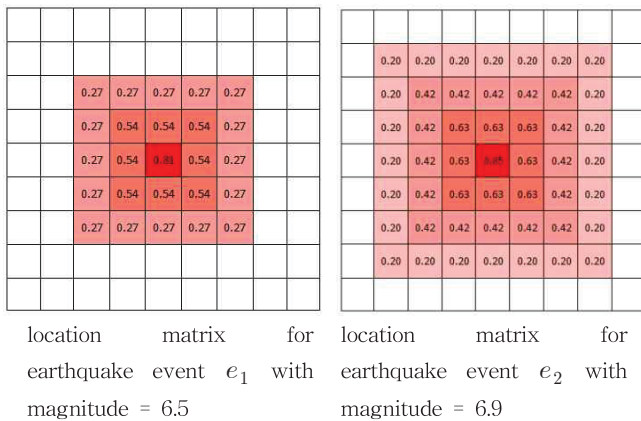 0.27 0.27 0.27 0.27 0.27
0.27 0.54 0.54 0.54 0.27
0.27 0.54 0.81 0.54 0.27
0.27 0.54 0.54 0.54 0.27
0.27 0.27 0.27 0.27 0.27
location matrix for
earthquake event e₁ with
magnitude = 6.5
0.20 0.20 0.20 0.20 0.20 0.20 0.20
0.20 0.42 0.42 0.42 0.42 0.42 0.20
0.20 0.42 0.63 0.63 0.63 0.42 0.20
0.20 0.42 0.63 0.85 0.63 0.42 0.20
0.20 0.42 0.63 0.63 0.63 0.42 0.20
0.20 0.42 0.42 0.42 0.42 0.42 0.20
0.20 0.20 0.20 0.20 0.20 0.20 0.20
location matrix for
earthquake event e₂ with
magnitude = 6.9